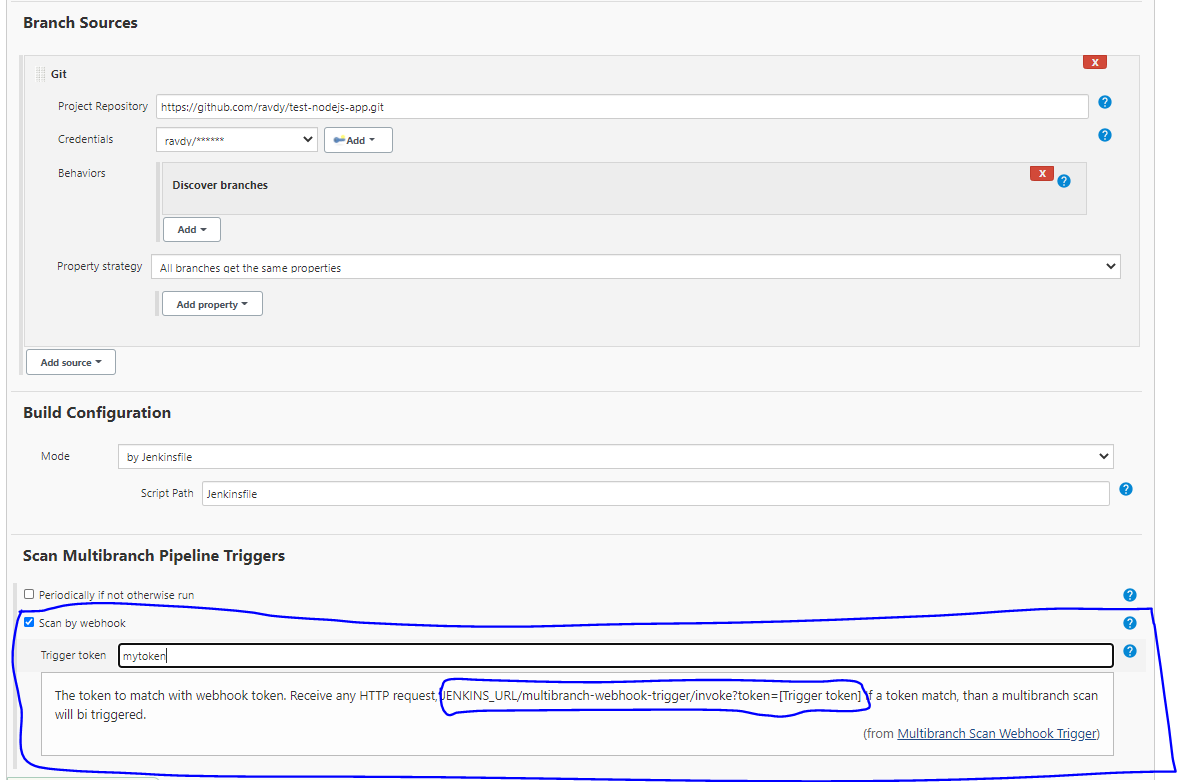 Branch Sources
x
Git
Project Repository https://github.com/ravdy/test-nodejs-app.git ?
Credentials ravdy/****** Add ?
Behaviors
Discover branches x ?
Add
Property strategy All branches get the same properties
Add property
Add source
Build Configuration
Mode by Jenkinsfile
Script Path Jenkinsfile ?
Scan Multibranch Pipeline Triggers
Periodically if not otherwise run ?
Scan by webhook ?
Trigger token mytoken ?
The token to match with webhook token. Receive any HTTP request, JENKINS_URL/multibranch-webhook-trigger/invoke?token=[Trigger token] if a token match, than a multibranch scan
will bi triggered.
(from Multibranch Scan Webhook Trigger)